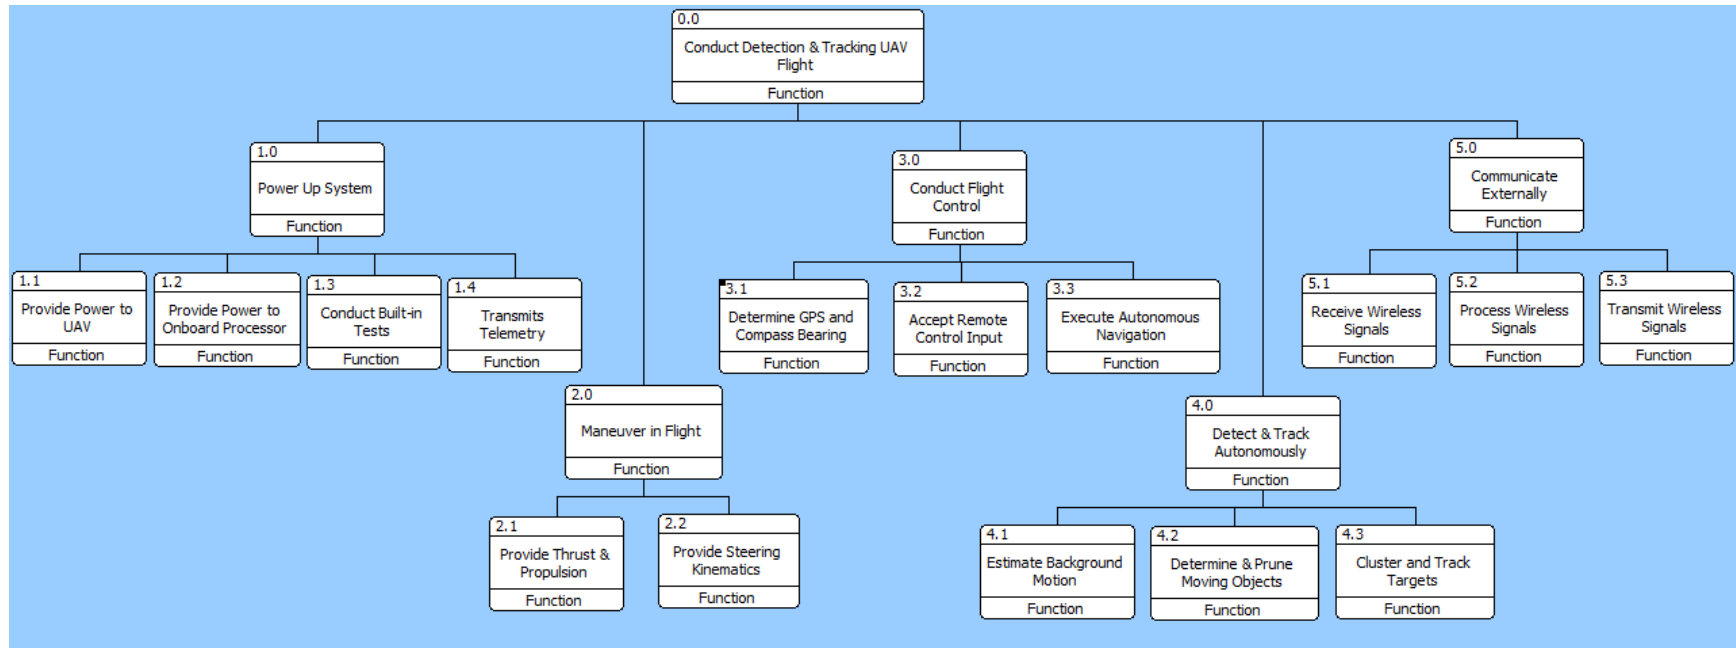 0.0
Conduct Detection & Tracking UAV
Flight
Function
1.0
Power Up System
Function
1.1
Provide Power to
UAV
Function
1.2
Provide Power to
Onboard Processor
Function
1.3
Conduct Built-in
Tests
Function
1.4
Transmits
Telemetry
Function
2.0
Maneuver in Flight
Function
2.1
Provide Thrust &
Propulsion
Function
2.2
Provide Steering
Kinematics
Function
3.0
Conduct Flight
Control
Function
3.1
Determine GPS and
Compass Bearing
Function
3.2
Accept Remote
Control Input
Function
3.3
Execute Autonomous
Navigation
Function
4.0
Detect & Track
Autonomously
Function
4.1
Estimate Background
Motion
Function
4.2
Determine & Prune
Moving Objects
Function
4.3
Cluster and Track
Targets
Function
5.0
Communicate
Externally
Function
5.1
Receive Wireless
Signals
Function
5.2
Process Wireless
Signals
Function
5.3
Transmit Wireless
Signals
Function